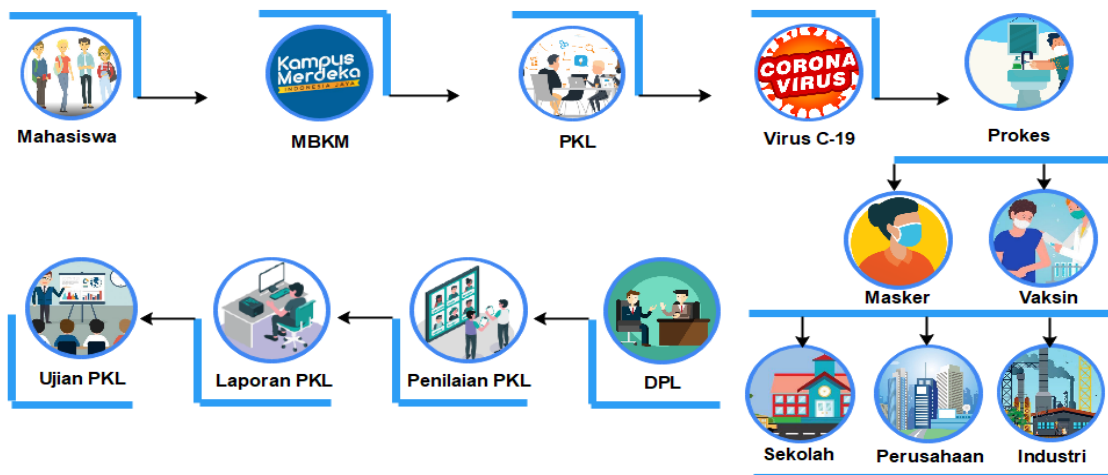 Kampus
Merdeka
INDONESIA JAYA
CORONA
VIRUS
Mahasiswa
MBKM
PKL
Virus C-19
Prokes
Masker
Vaksin
Ujian PKL
Laporan PKL
Penilaian PKL
DPL
Sekolah
Perusahaan
Industri